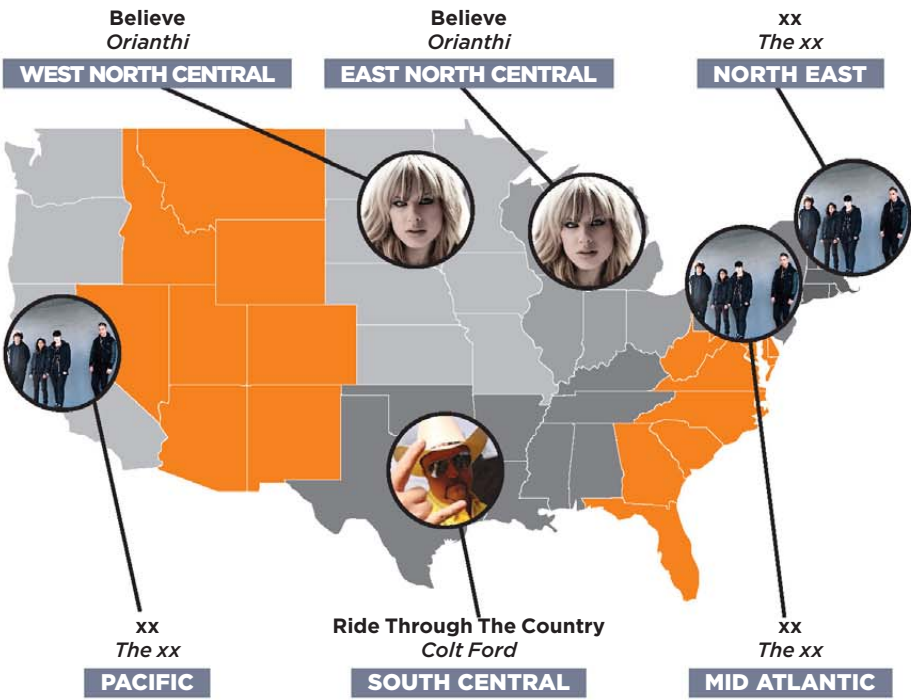 Believe
Orianthi
WEST NORTH CENTRAL
Believe
Orianthi
EAST NORTH CENTRAL
xx
The xx
NORTH EAST
xx
The xx
PACIFIC
Ride Through The Country
Colt Ford
SOUTH CENTRAL
xx
The xx
MID ATLANTIC